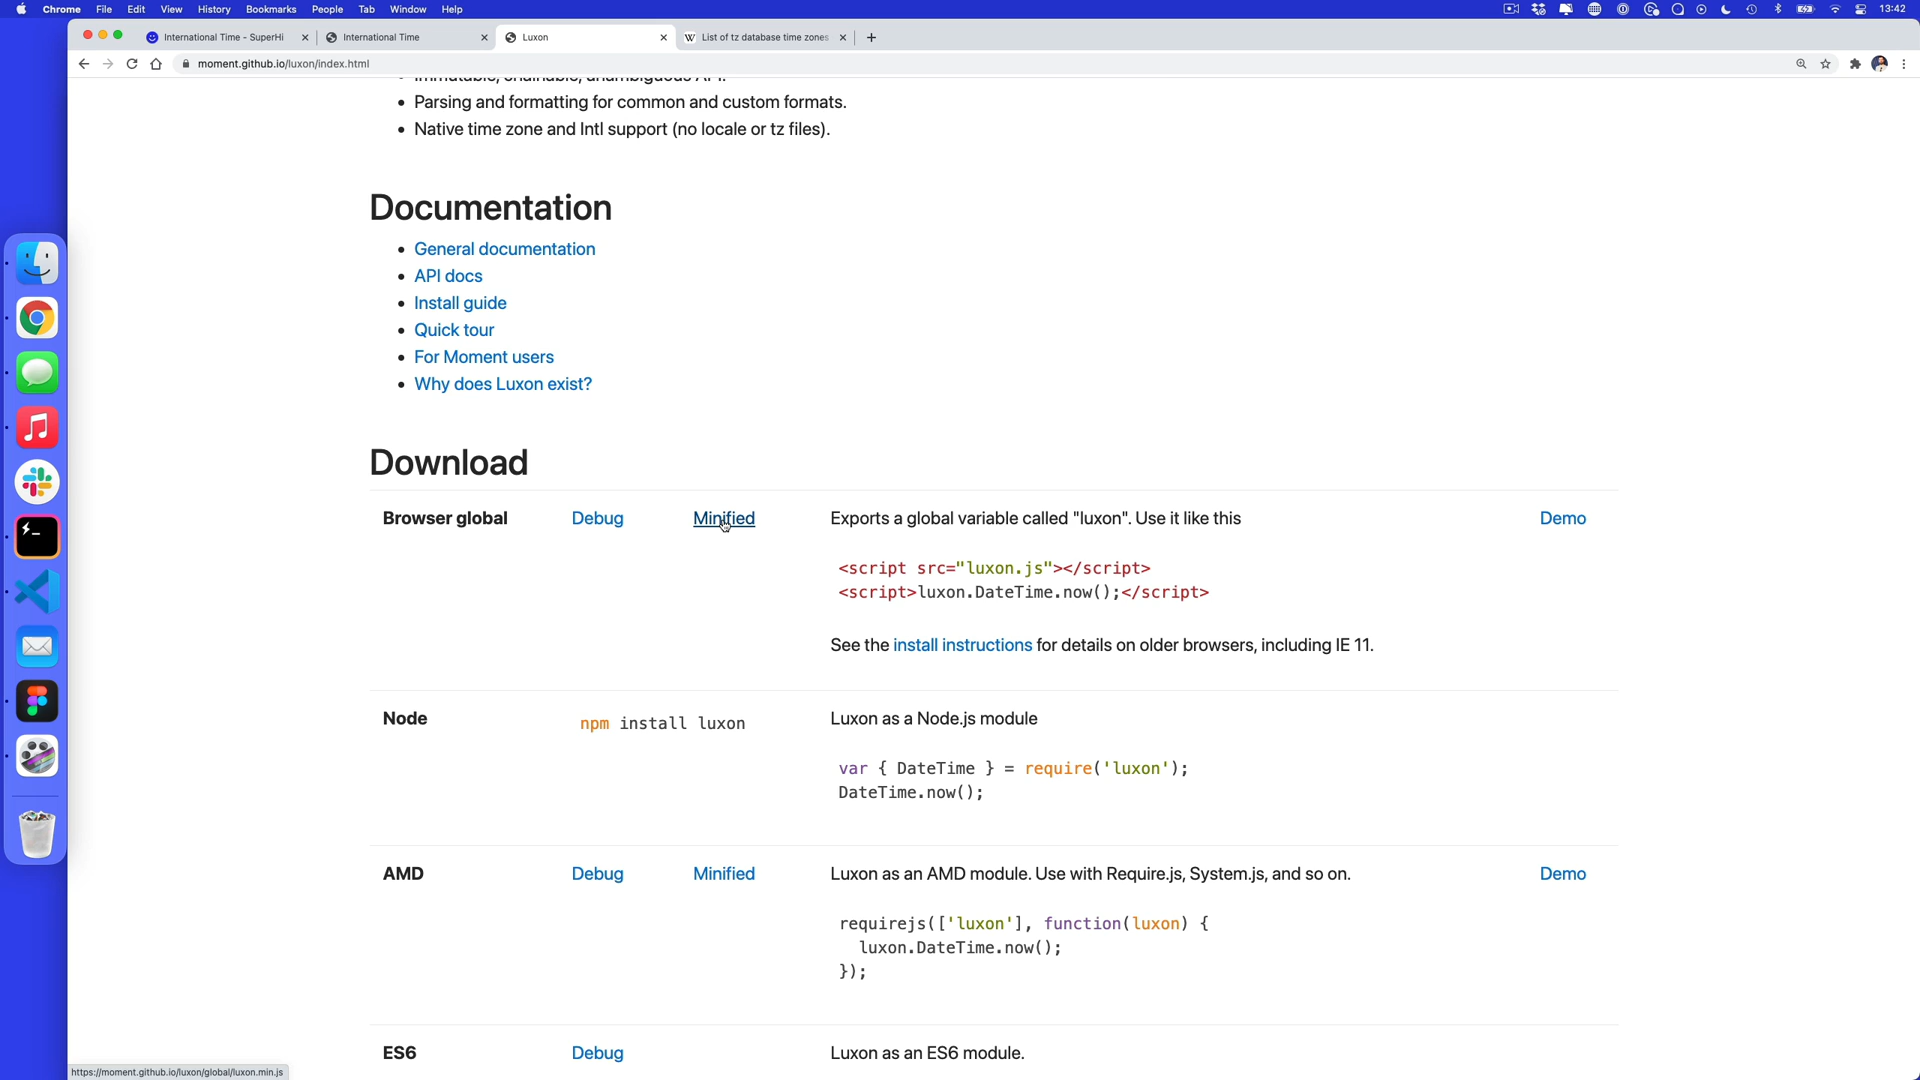 Chrome File Edit View History Bookmarks People Tab Window Help 13:42
International Time - SuperHi International Time Luxon List of tz database time zones
moment.github.io/luxon/index.html
Immutable, chainable, unambiguous API.
Parsing and formatting for common and custom formats.
Native time zone and Intl support (no locale or tz files).
Documentation
General documentation
API docs
Install guide
Quick tour
For Moment users
Why does Luxon exist?
Download
Browser global Debug Minified Exports a global variable called "luxon". Use it like this Demo
<script src="luxon.js"></script>
<script>luxon.DateTime.now();</script>
See the install instructions for details on older browsers, including IE 11.
Node npm install luxon Luxon as a Node.js module
var { DateTime } = require('luxon');
DateTime.now();
AMD Debug Minified Luxon as an AMD module. Use with Require.js, System.js, and so on. Demo
requirejs(['luxon'], function(luxon) {
luxon.DateTime.now();
});
ES6 Debug Luxon as an ES6 module.
https://moment.github.io/luxon/global/luxon.min.js